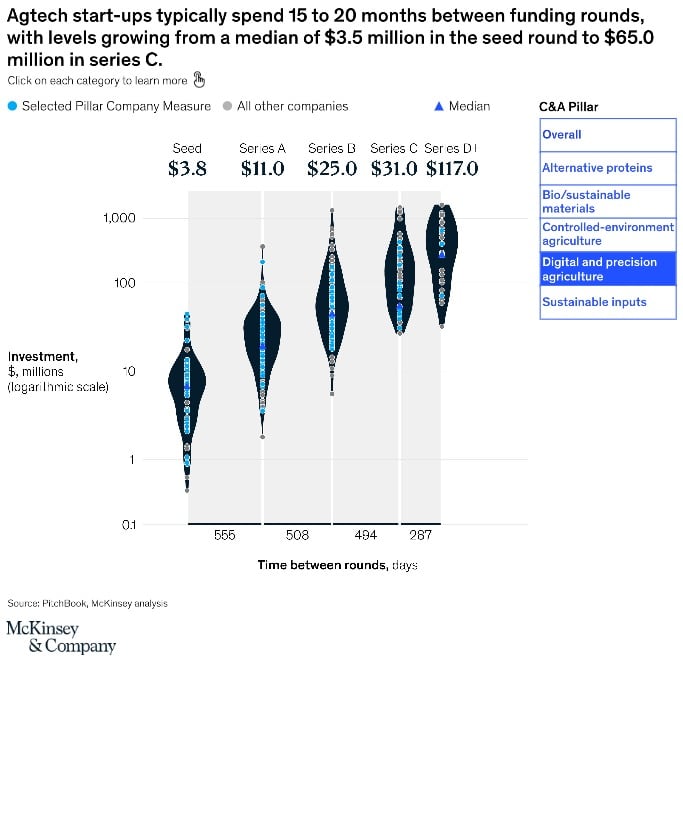 Agtech start-ups typically spend 15 to 20 months between funding rounds,
with levels growing from a median of $3.5 million in the seed round to $65.0
million in series C.
Click on each category to learn more
Selected Pillar Company Measure
All other companies
Median
C&A Pillar
Overall
Alternative proteins
Bio/sustainable
materials
Controlled-environment
agriculture
Digital and precision
agriculture
Sustainable inputs
Seed Series A Series B Series C Series D+
$3.8 $11.0 $25.0 $31.0 $117.0
1,000
100
10
1
0.1
Investment,
$, millions
(logarithmic scale)
555 508 494 267
Time between rounds, days
Source: PitchBook, McKinsey analysis
McKinsey
& Company